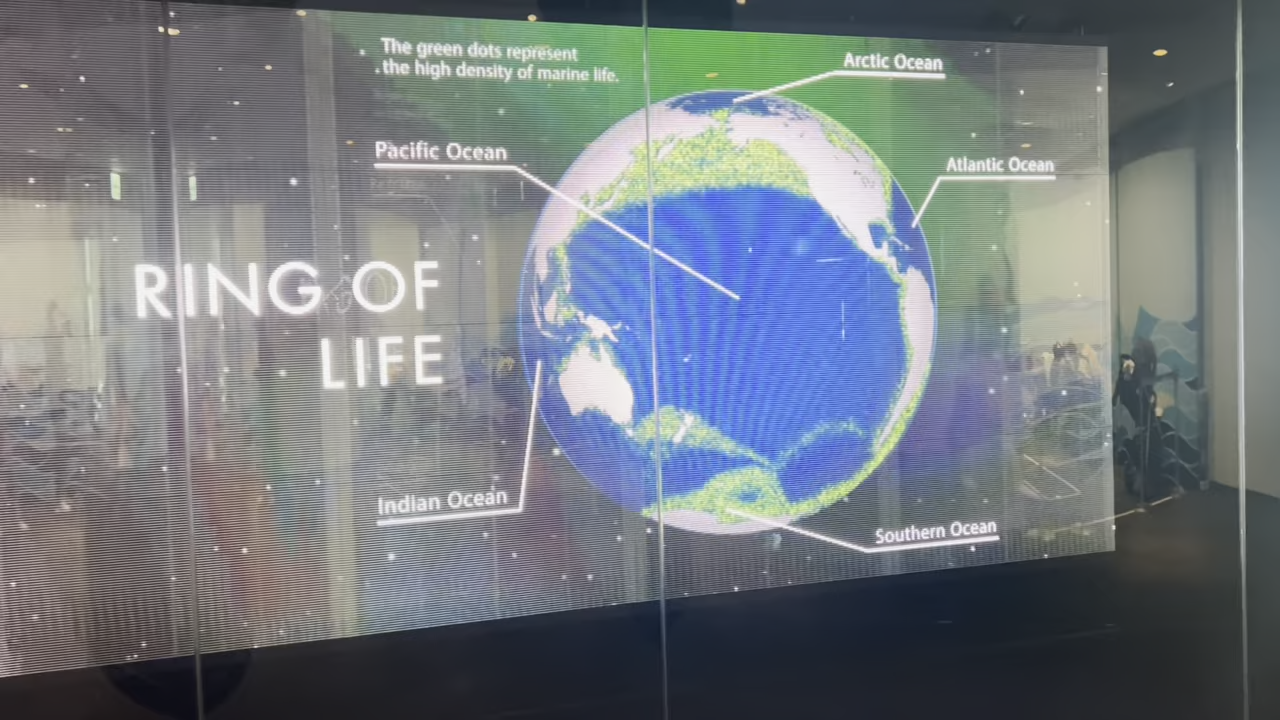 The green dots represent
the high density of marine life.
Arctic Ocean
Pacific Ocean
Atlantic Ocean
RING OF
LIFE
Indian Ocean
Southern Ocean